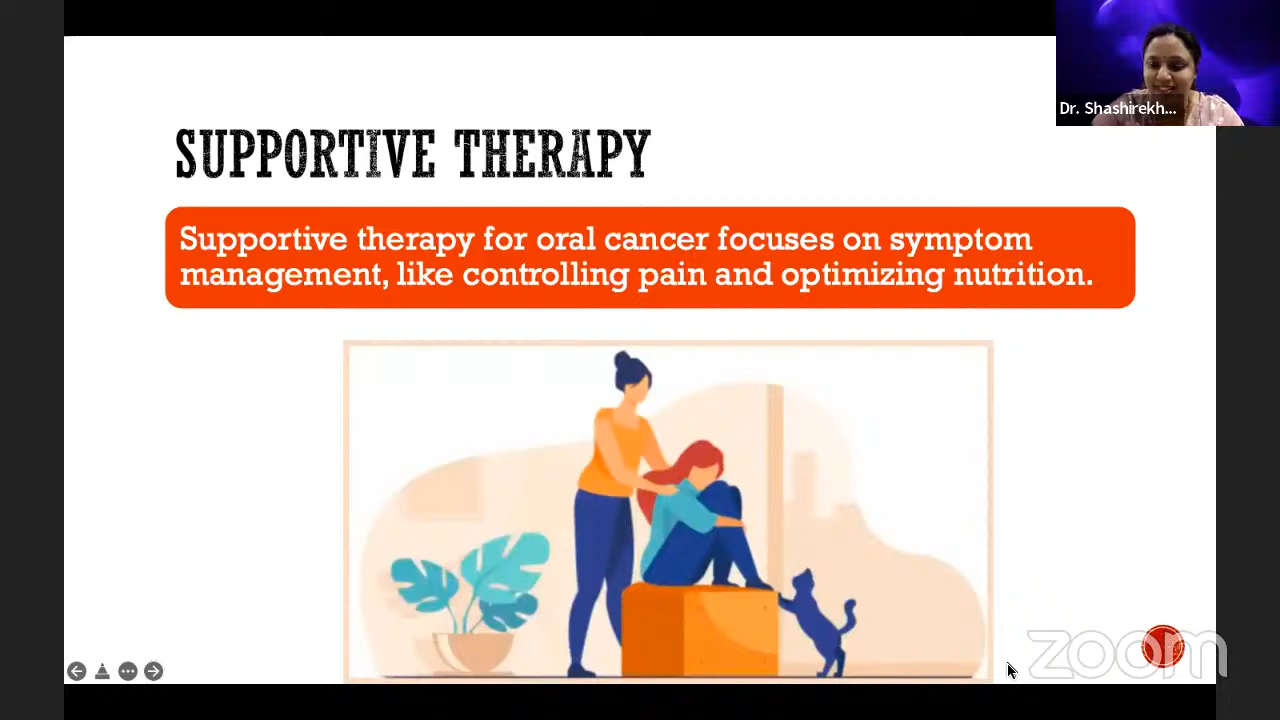 Dr. Shashirekh...
SUPPORTIVE THERAPY
Supportive therapy for oral cancer focuses on symptom
management, like controlling pain and optimizing nutrition.
zoom